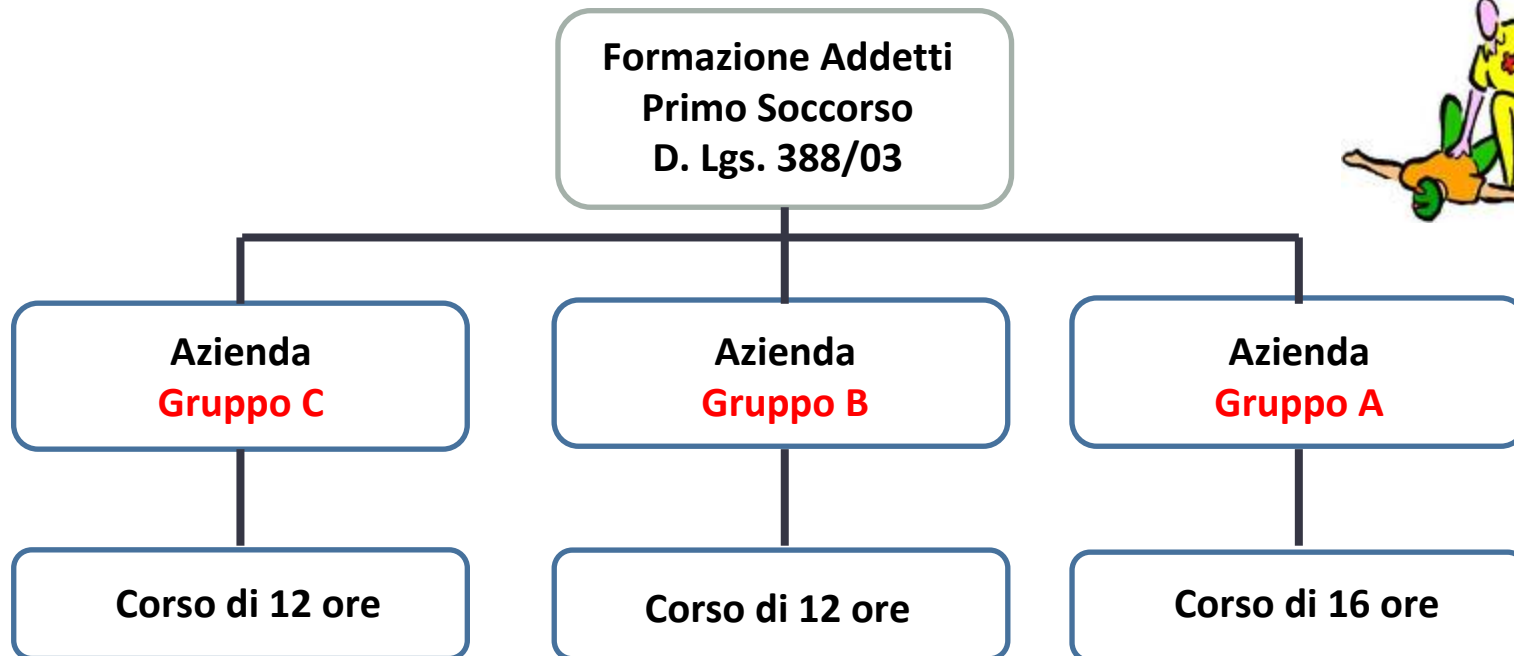 Formazione Addetti
Primo Soccorso
D. Lgs. 388/03
Azienda
Gruppo C
Azienda
Gruppo B
Azienda
Gruppo A
Corso di 12 ore
Corso di 12 ore
Corso di 16 ore